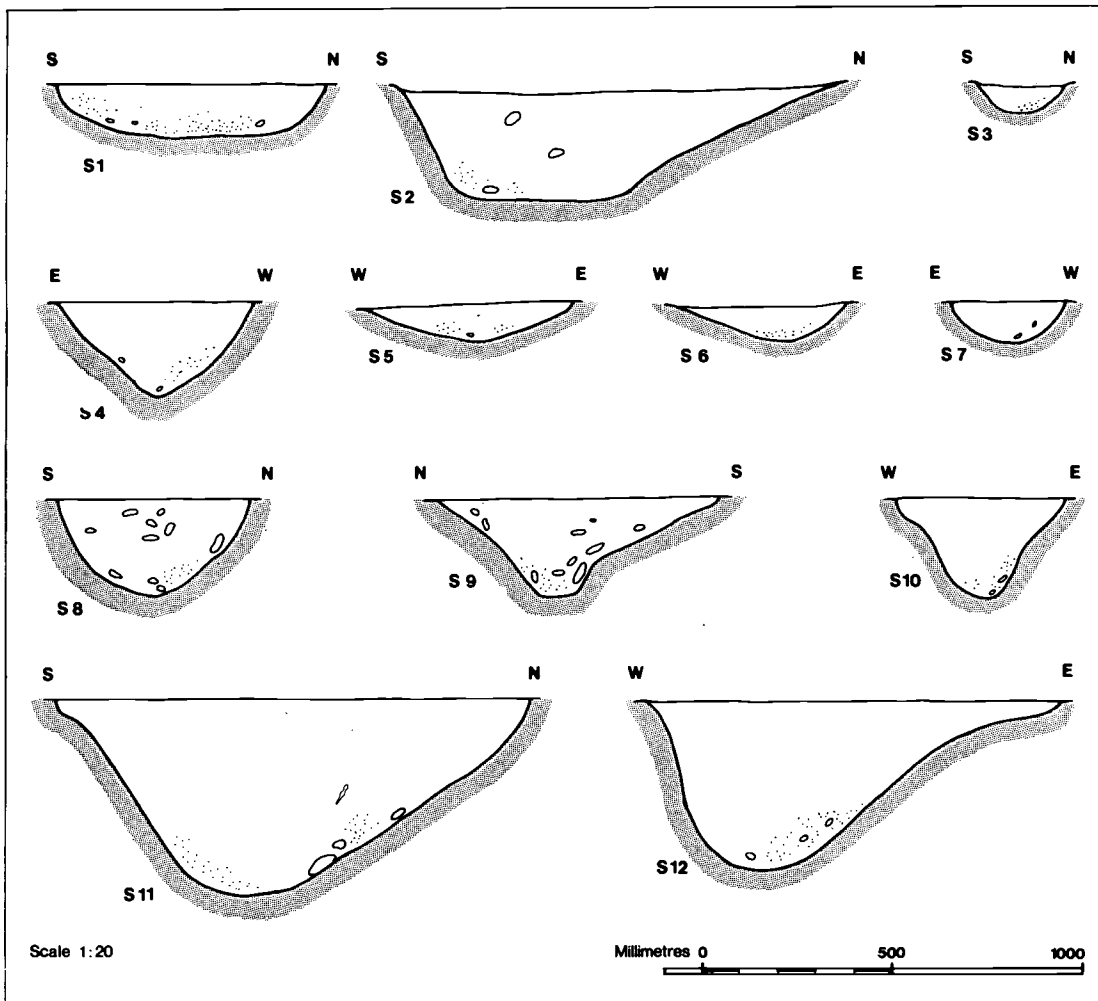 S N S N S N
S1 S2 S3
E W W E W E E W
S4 S5 S6 S7
S N N S W E
S8 S9 S10
S N W E
S11 S12
Scale 1:20 Millimetres 0 500 1000